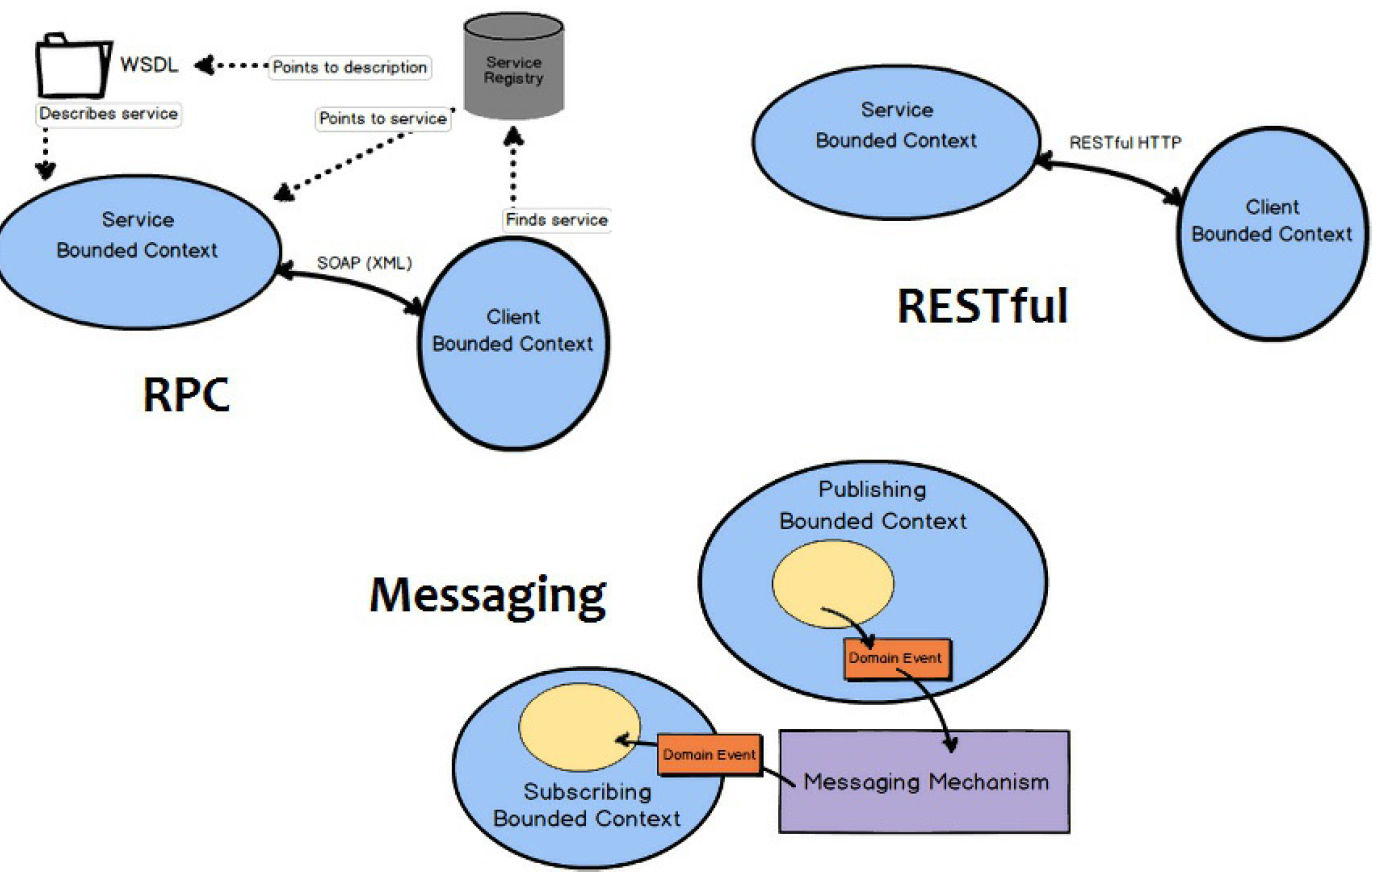 WSDL
Points to description
Service
Registry
Describes service
Points to service
Finds service
Service
Bounded Context
SOAP (XML)
Client
Bounded Context
RPC
Service
Bounded Context
RESTful HTTP
Client
Bounded Context
RESTful
Messaging
Publishing
Bounded Context
Domain Event
Domain Event
Subscribing
Bounded Context
Messaging Mechanism